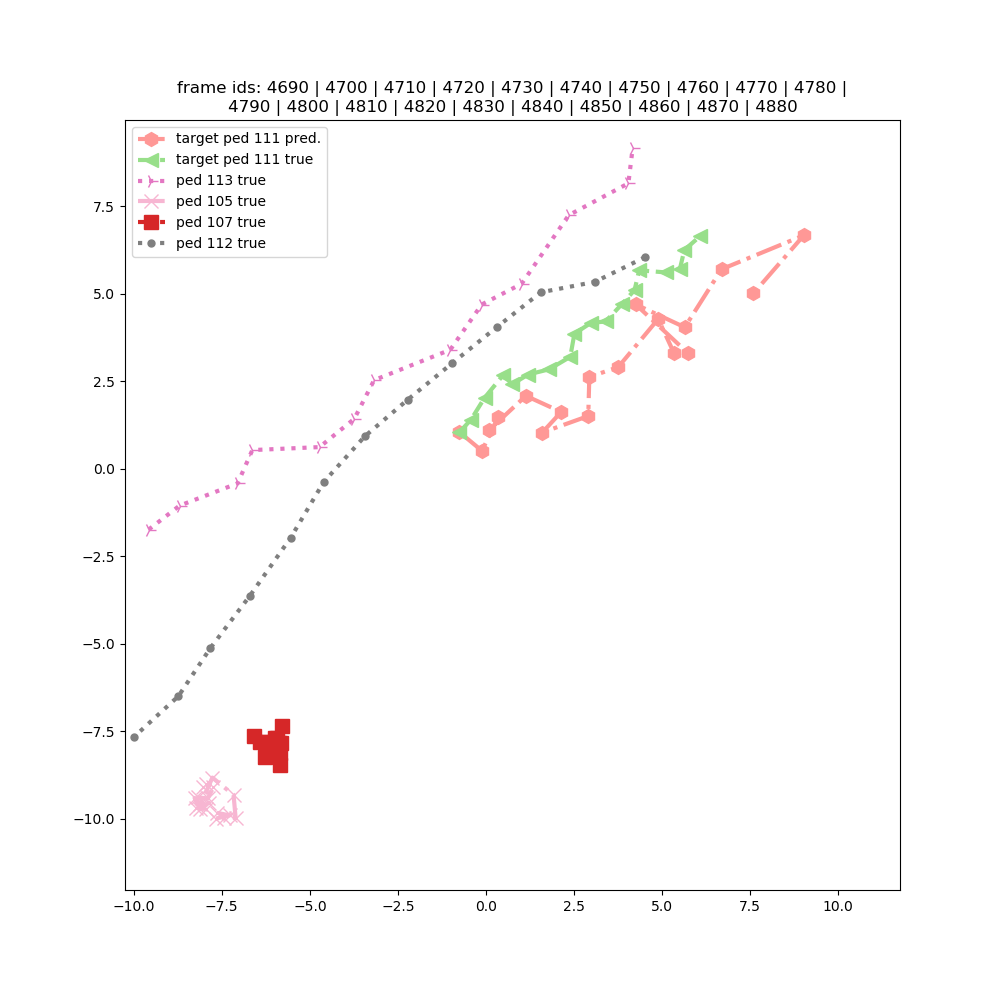 frame ids: 4690 | 4700 | 4710 | 4720 | 4730 | 4740 | 4750 | 4760 | 4770 | 4780 |
4790 | 4800 | 4810 | 4820 | 4830 | 4840 | 4850 | 4860 | 4870 | 4880
target ped 111 pred.
target ped 111 true
ped 113 true
ped 105 true
ped 107 true
ped 112 true
7.5
5.0
2.5
0.0
−2.5
−5.0
−7.5
−10.0
−10.0 −7.5 −5.0 −2.5 0.0 2.5 5.0 7.5 10.0